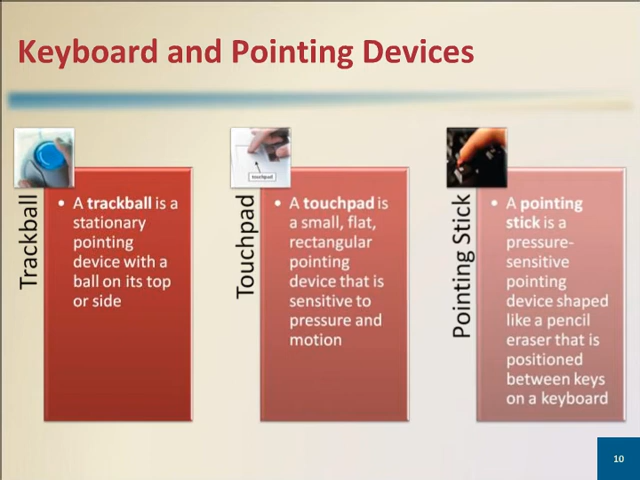 Keyboard and Pointing Devices
Trackball
• A trackball is a
stationary
pointing
device with a
ball on its top
or side
touchpad
Touchpad
• A touchpad is
a small, flat,
rectangular
pointing
device that is
sensitive to
pressure and
motion
Pointing Stick
• A pointing
stick is a
pressure-
sensitive
pointing
device shaped
like a pencil
eraser that is
positioned
between keys
on a keyboard
10